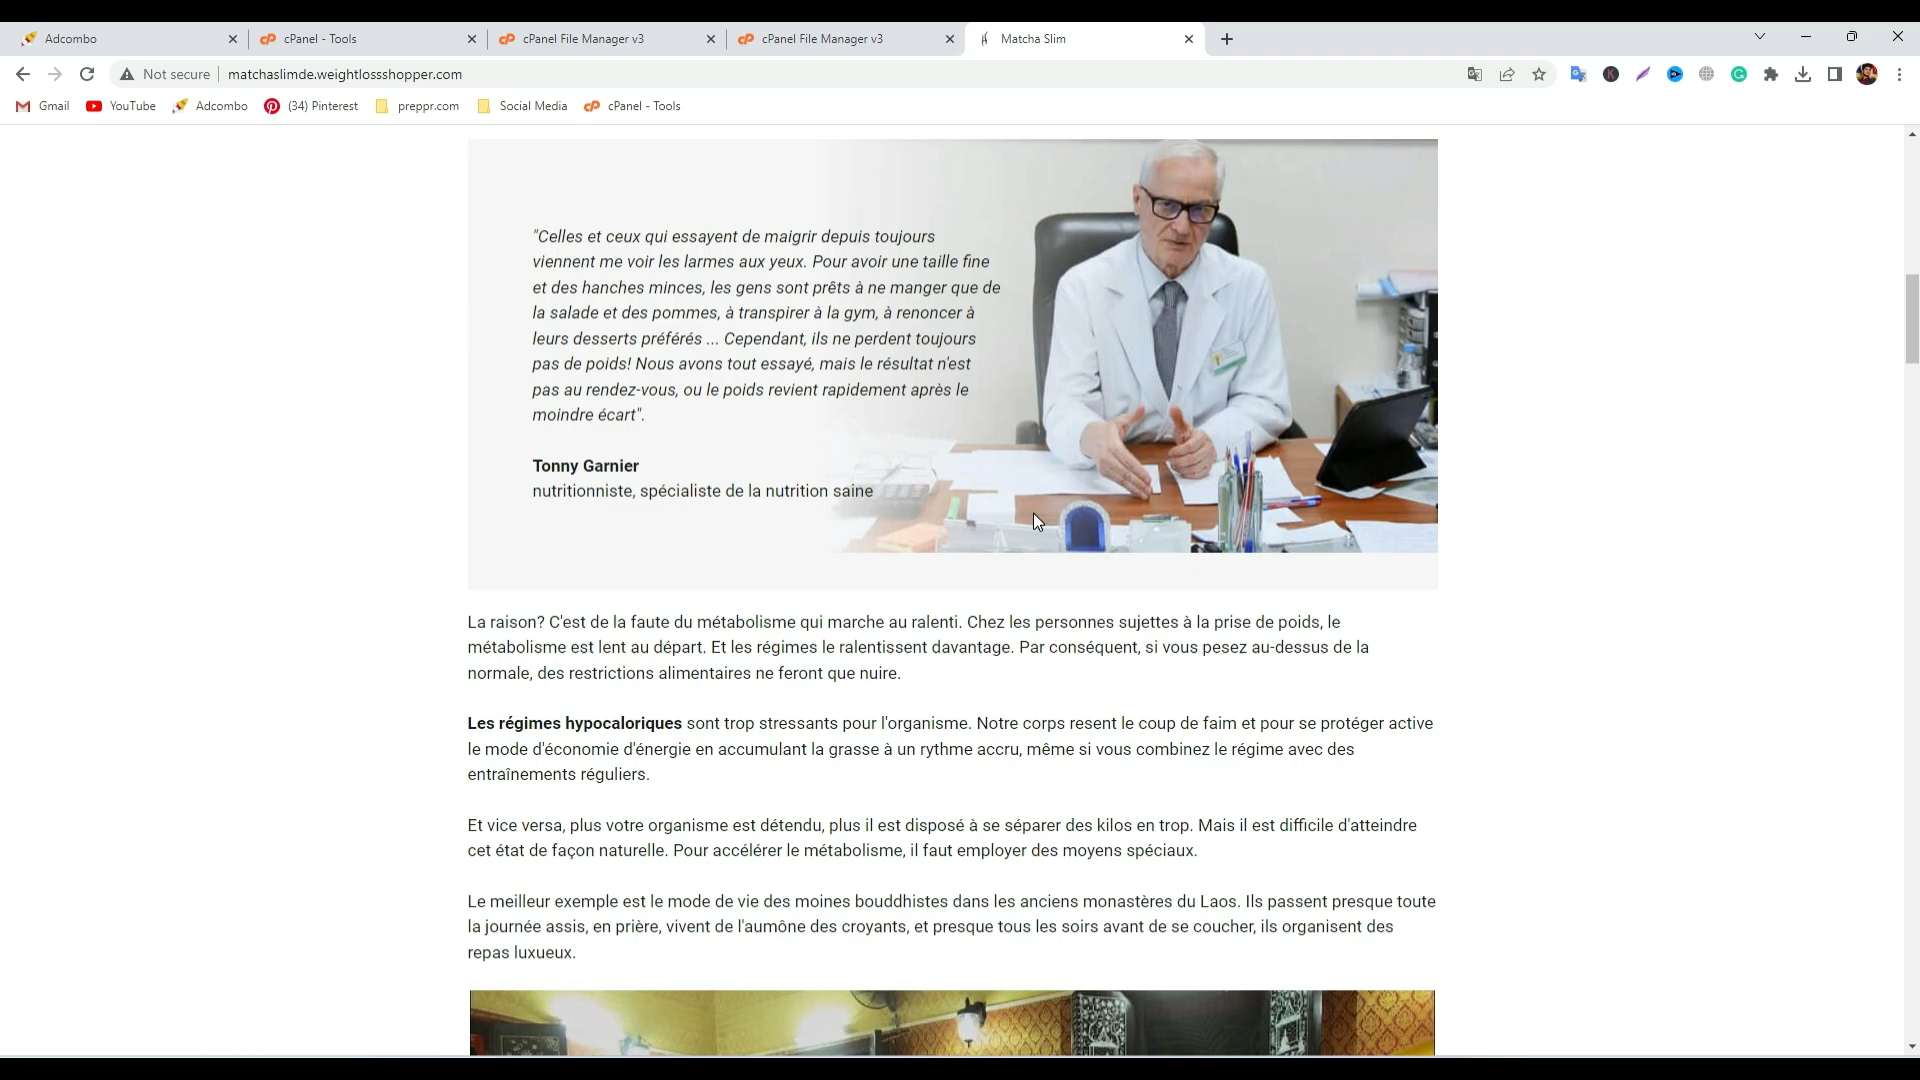 Adcombo
cPanel - Tools
cPanel File Manager v3
cPanel File Manager v3
Matcha Slim
Not secure
matchaslimde.weightlossshopper.com
Gmail
YouTube
Adcombo
(34) Pinterest
preppr.com
Social Media
cPanel - Tools
"Celles et ceux qui essayent de maigrir depuis toujours
viennent me voir les larmes aux yeux. Pour avoir une taille fine
et des hanches minces, les gens sont prêts à ne manger que de
la salade et des pommes, à transpirer à la gym, à renoncer à
leurs desserts préférés ... Cependant, ils ne perdent toujours
pas de poids! Nous avons tout essayé, mais le résultat n'est
pas au rendez-vous, ou le poids revient rapidement après le
moindre écart".
Tonny Garnier
nutritionniste, spécialiste de la nutrition saine
La raison? C'est de la faute du métabolisme qui marche au ralenti. Chez les personnes sujettes à la prise de poids, le
métabolisme est lent au départ. Et les régimes le ralentissent davantage. Par conséquent, si vous pesez au-dessus de la
normale, des restrictions alimentaires ne feront que nuire.
Les régimes hypocaloriques sont trop stressants pour l'organisme. Notre corps resent le coup de faim et pour se protéger active
le mode d'économie d'énergie en accumulant la grasse à un rythme accru, même si vous combinez le régime avec des
entraînements réguliers.
Et vice versa, plus votre organisme est détendu, plus il est disposé à se séparer des kilos en trop. Mais il est difficile d'atteindre
cet état de façon naturelle. Pour accélérer le métabolisme, il faut employer des moyens spéciaux.
Le meilleur exemple est le mode de vie des moines bouddhistes dans les anciens monastères du Laos. Ils passent presque toute
la journée assis, en prière, vivent de l'aumône des croyants, et presque tous les soirs avant de se coucher, ils organisent des
repas luxueux.